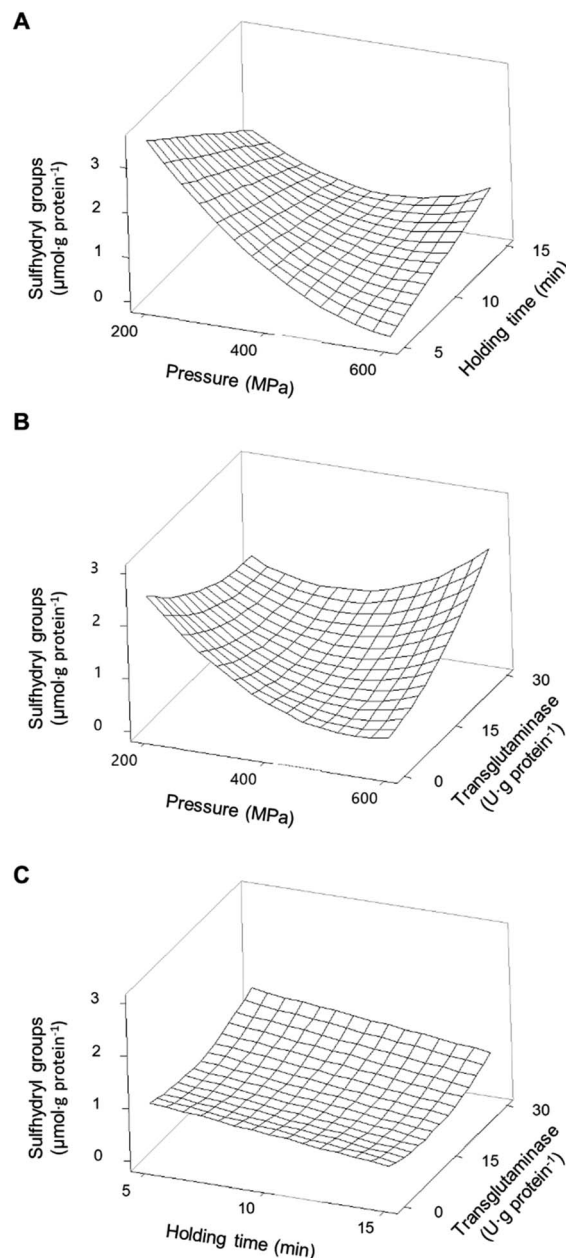 A
Sulfhydryl groups
(µmol·g protein⁻¹)
3
2
1
0
200
400
600
Pressure (MPa)
5
10
15
Holding time (min)
B
Sulfhydryl groups
(µmol·g protein⁻¹)
3
2
1
0
200
400
600
Pressure (MPa)
0
15
30
Transglutaminase
(U·g protein⁻¹)
C
Sulfhydryl groups
(µmol·g protein⁻¹)
3
2
1
0
5
10
15
Holding time (min)
0
15
30
Transglutaminase
(U·g protein⁻¹)